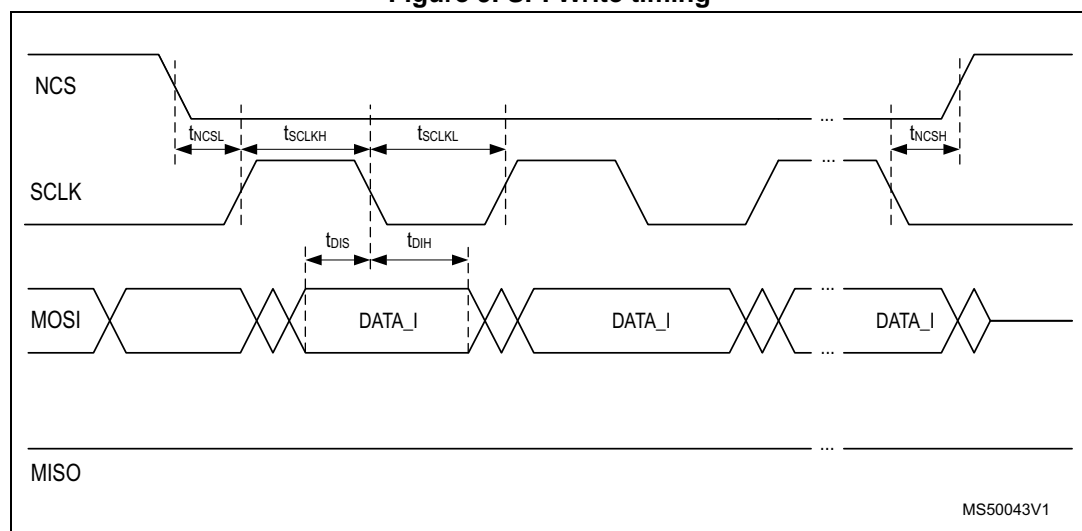 NCS
...
tNCSL
tSCLKH
tSCLKL
tNCSH
SCLK
...
tDIS
tDIH
MOSI
DATA_I
DATA_I
DATA_I
...
...
...
MISO
MS50043V1